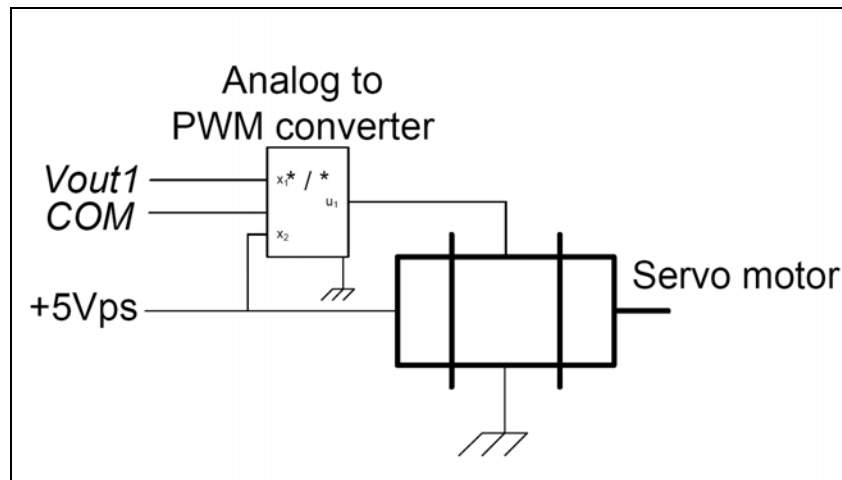 Analog to
PWM converter
Vout1
COM
x1* / *
u1
x2
+5Vps
Servo motor